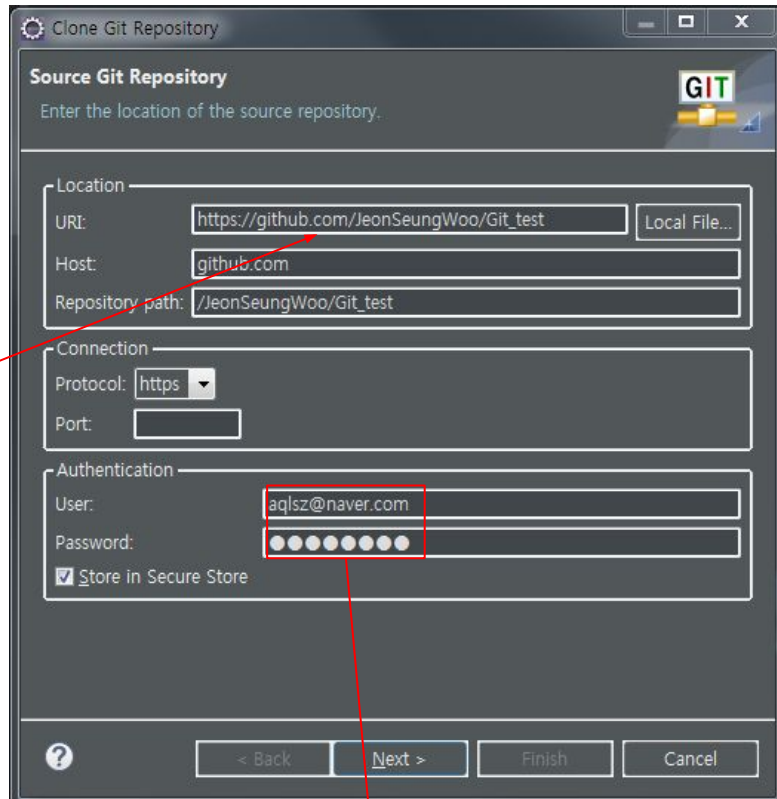 Clone Git Repository
Source Git Repository
Enter the location of the source repository.
GIT
Location
URI: https://github.com/JeonSeungWoo/Git_test Local File...
Host: github.com
Repository path: /JeonSeungWoo/Git_test
Connection
Protocol: https
Port:
Authentication
User: aqlsz@naver.com
Password: ●●●●●●●●
Store in Secure Store
? < Back Next > Finish Cancel